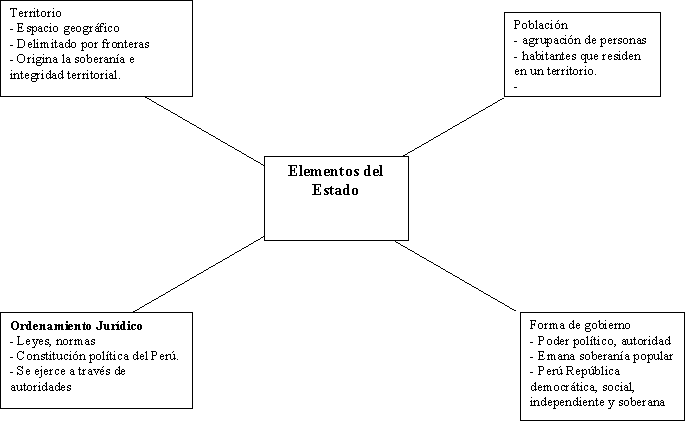 Territorio
- Espacio geográfico
- Delimitado por fronteras
- Origina la soberanía e
integridad territorial.
Población
- agrupación de personas
- habitantes que residen
en un territorio.
-
Elementos del
Estado
Ordenamiento Jurídico
- Leyes, normas
- Constitución política del Perú.
- Se ejerce a través de
autoridades
Forma de gobierno
- Poder político, autoridad
- Emana soberanía popular
- Perú República
democrática, social,
independiente y soberana